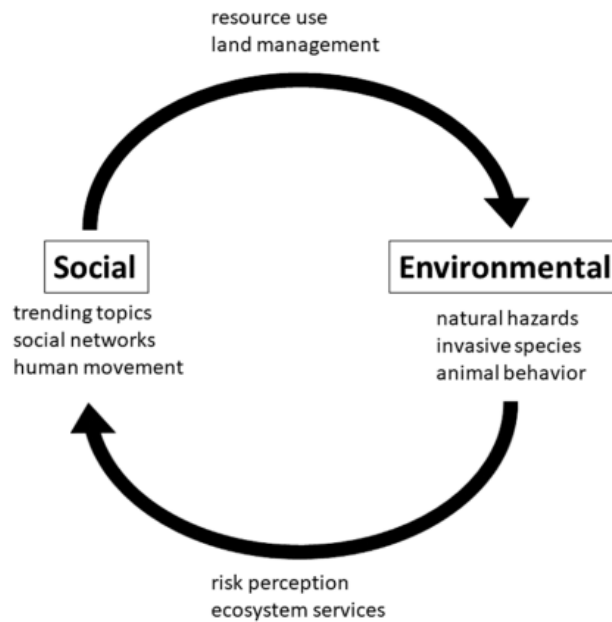 resource use
land management
Social
Environmental
trending topics
social networks
human movement
natural hazards
invasive species
animal behavior
risk perception
ecosystem services